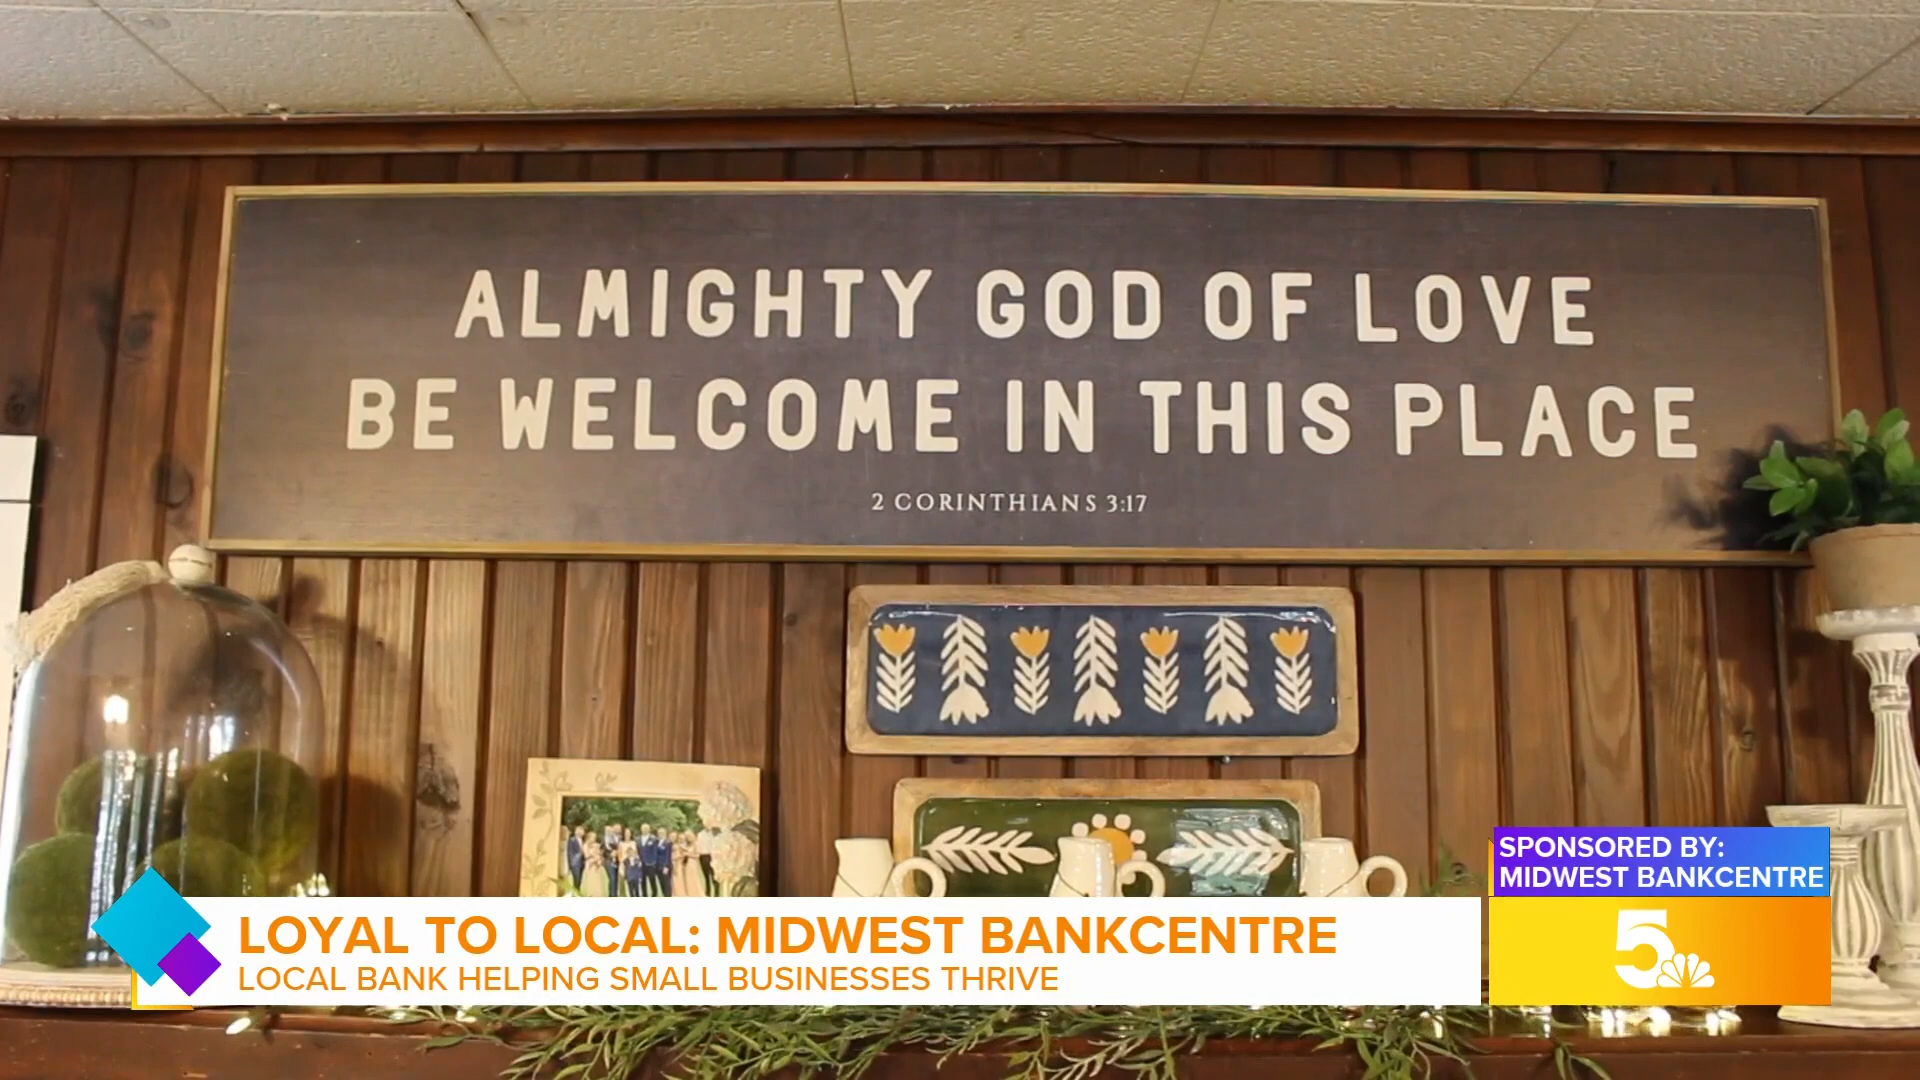 ALMIGHTY GOD OF LOVE
BE WELCOME IN THIS PLACE
2 CORINTHIANS 3:17
SPONSORED BY:
MIDWEST BANKCENTRE
LOYAL TO LOCAL: MIDWEST BANKCENTRE
LOCAL BANK HELPING SMALL BUSINESSES THRIVE
5